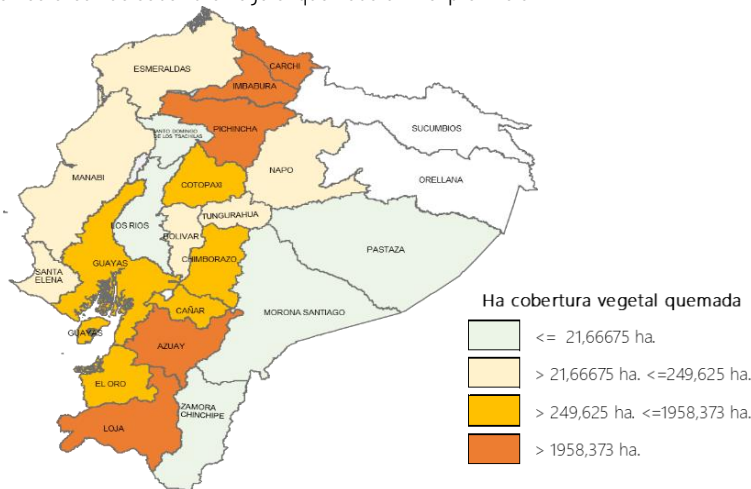 ESMERALDAS
CARCHI
IMBABURA
PICHINCHA
SUCUMBIOS
SANTO DOMINGO
DE LOS TSACHILAS
MANABI
COTOPAXI
NAPO
ORELLANA
TUNGURAHUA
LOS RIOS
BOLIVAR
PASTAZA
GUAYAS
CHIMBORAZO
SANTA
ELENA
CAÑAR
MORONA SANTIAGO
GUAYAS
AZUAY
EL ORO
ZAMORA
CHINCHIPE
LOJA
Ha cobertura vegetal quemada
<= 21,66675 ha.
> 21,66675 ha. <=249,625 ha.
> 249,625 ha. <=1958,373 ha.
> 1958,373 ha.